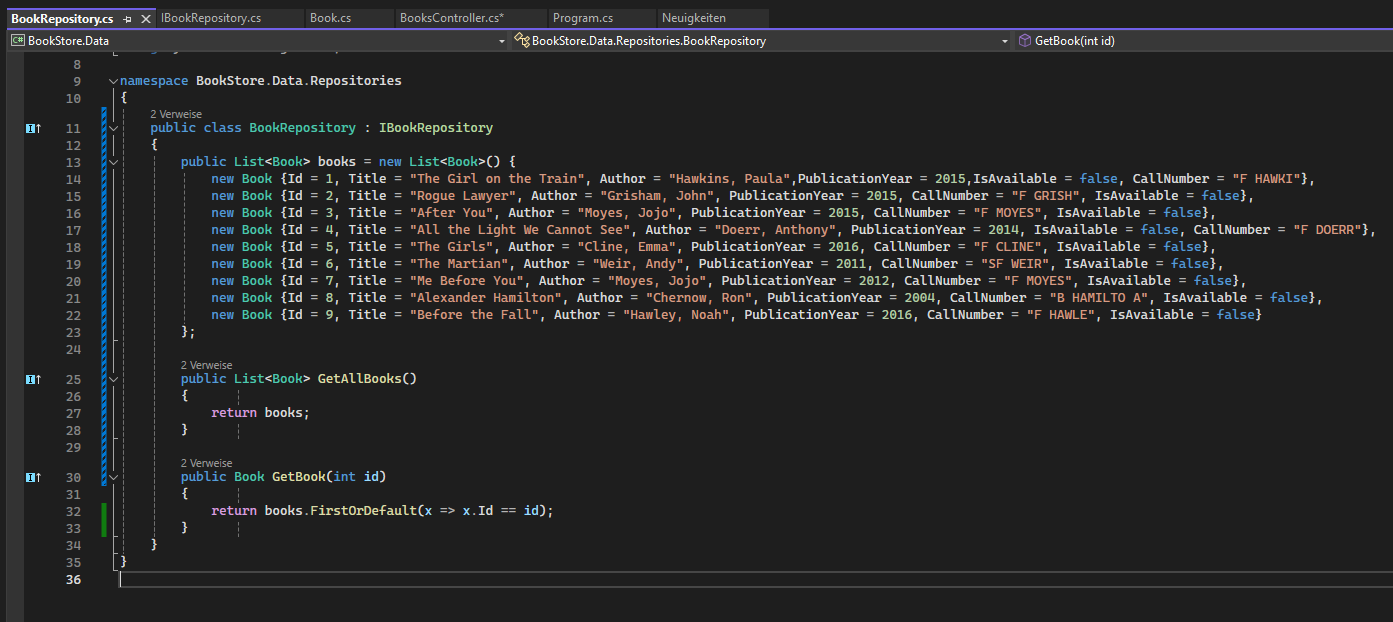 BookRepository.cs IBookRepository.cs Book.cs BooksController.cs* Program.cs Neuigkeiten
C# BookStore.Data BookStore.Data.Repositories.BookRepository GetBook(int id)
8
9 namespace BookStore.Data.Repositories
10 {
2 Verweise
11 public class BookRepository : IBookRepository
12 {
13 public List<Book> books = new List<Book>() {
14 new Book {Id = 1, Title = "The Girl on the Train", Author = "Hawkins, Paula",PublicationYear = 2015,IsAvailable = false, CallNumber = "F HAWKI"},
15 new Book {Id = 2, Title = "Rogue Lawyer", Author = "Grisham, John", PublicationYear = 2015, CallNumber = "F GRISH", IsAvailable = false},
16 new Book {Id = 3, Title = "After You", Author = "Moyes, Jojo", PublicationYear = 2015, CallNumber = "F MOYES", IsAvailable = false},
17 new Book {Id = 4, Title = "All the Light We Cannot See", Author = "Doerr, Anthony", PublicationYear = 2014, IsAvailable = false, CallNumber = "F DOERR"},
18 new Book {Id = 5, Title = "The Girls", Author = "Cline, Emma", PublicationYear = 2016, CallNumber = "F CLINE", IsAvailable = false},
19 new Book {Id = 6, Title = "The Martian", Author = "Weir, Andy", PublicationYear = 2011, CallNumber = "SF WEIR", IsAvailable = false},
20 new Book {Id = 7, Title = "Me Before You", Author = "Moyes, Jojo", PublicationYear = 2012, CallNumber = "F MOYES", IsAvailable = false},
21 new Book {Id = 8, Title = "Alexander Hamilton", Author = "Chernow, Ron", PublicationYear = 2004, CallNumber = "B HAMILTO A", IsAvailable = false},
22 new Book {Id = 9, Title = "Before the Fall", Author = "Hawley, Noah", PublicationYear = 2016, CallNumber = "F HAWLE", IsAvailable = false}
23 };
24
2 Verweise
25 public List<Book> GetAllBooks()
26 {
27 return books;
28 }
29
2 Verweise
30 public Book GetBook(int id)
31 {
32 return books.FirstOrDefault(x => x.Id == id);
33 }
34 }
35 }
36